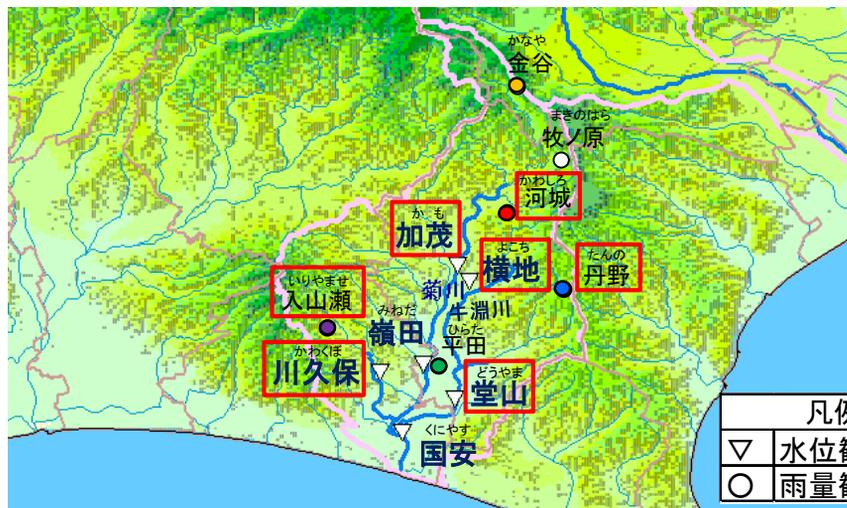 かなや
金谷
まきのはら
牧ノ原
かわしろ
河城
かも
加茂
よこち
横地
たんの
丹野
いりやませ
入山瀬
菊川
牛淵川
みねだ
嶺田
ひらた
平田
かわくぼ
川久保
どうやま
堂山
くにやす
国安
凡例
▽ 水位観
○ 雨量観